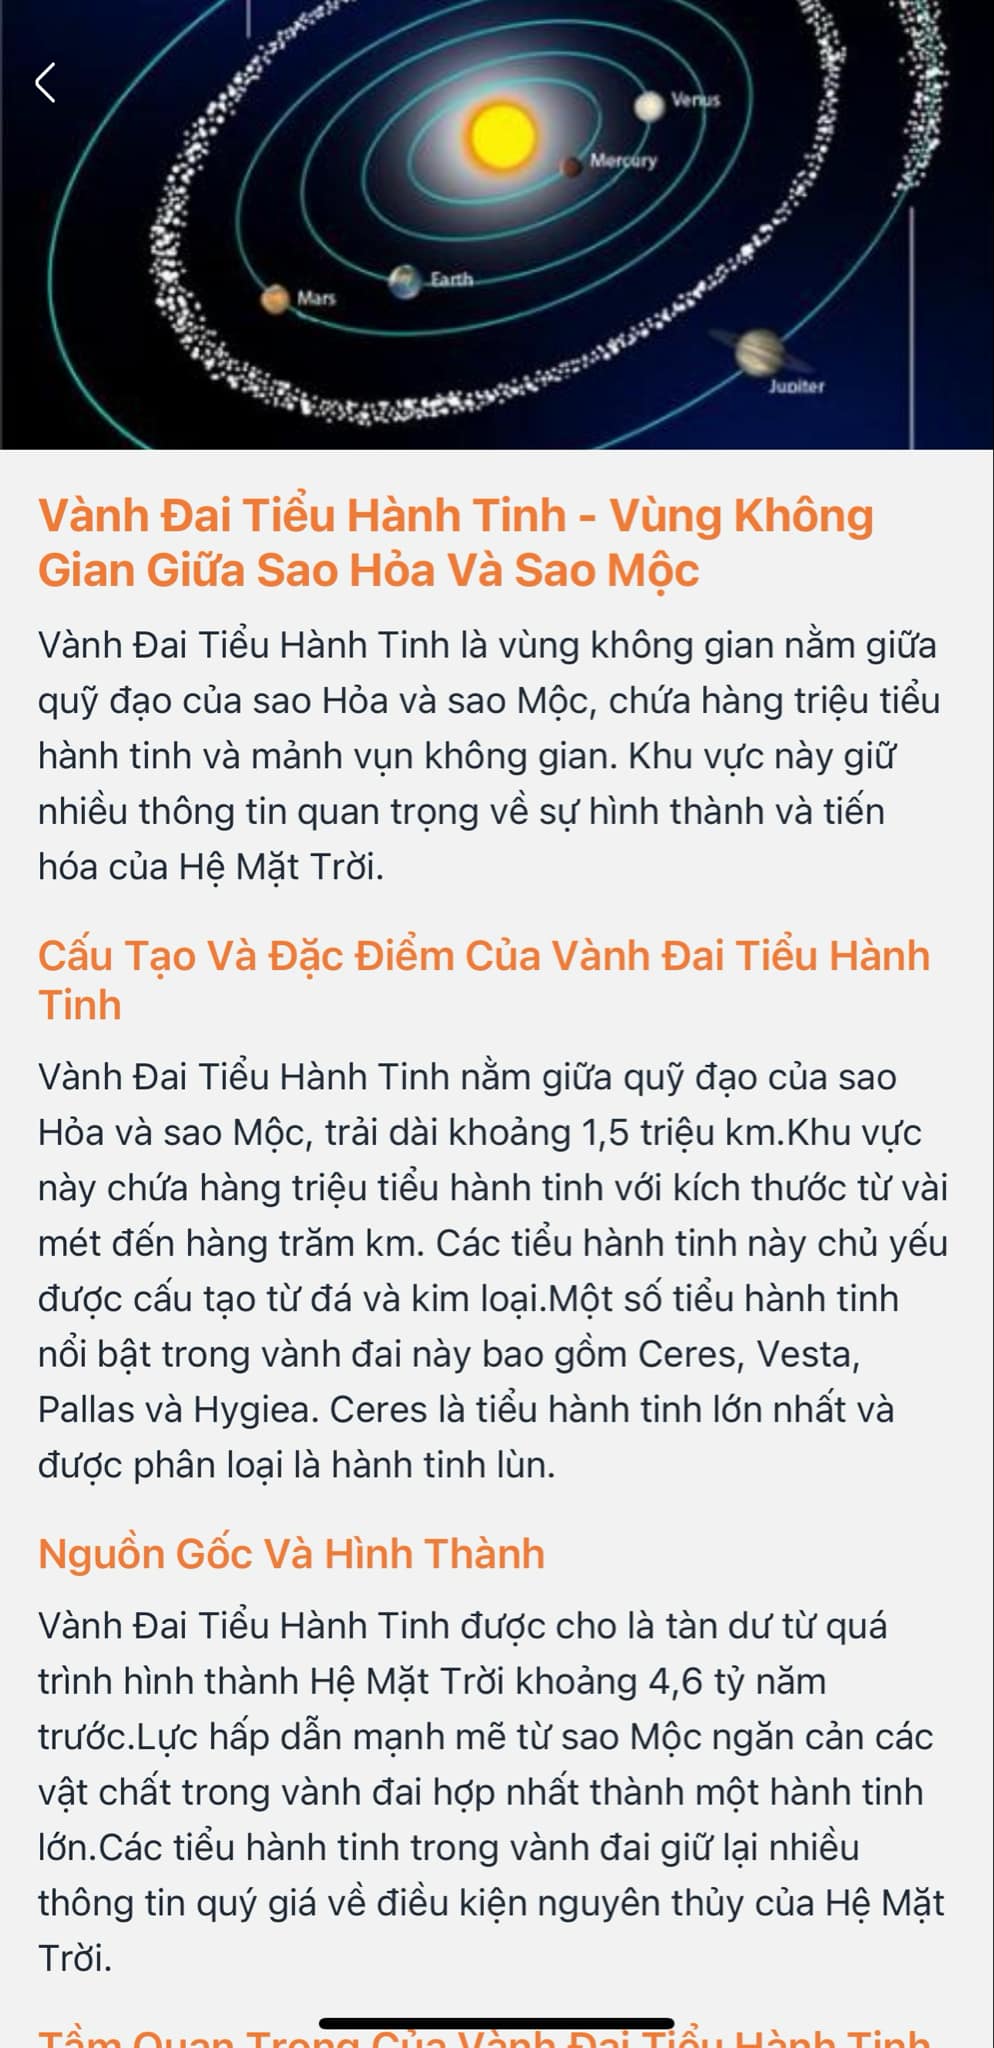 Venus
Mercury
Earth
Mars
Jupiter
Vành Đai Tiểu Hành Tinh - Vùng Không
Gian Giữa Sao Hỏa Và Sao Mộc
Vành Đai Tiểu Hành Tinh là vùng không gian nằm giữa
quỹ đạo của sao Hỏa và sao Mộc, chứa hàng triệu tiểu
hành tinh và mảnh vụn không gian. Khu vực này giữ
nhiều thông tin quan trọng về sự hình thành và tiến
hóa của Hệ Mặt Trời.
Cấu Tạo Và Đặc Điểm Của Vành Đai Tiểu Hành
Tinh
Vành Đai Tiểu Hành Tinh nằm giữa quỹ đạo của sao
Hỏa và sao Mộc, trải dài khoảng 1,5 triệu km.Khu vực
này chứa hàng triệu tiểu hành tinh với kích thước từ vài
mét đến hàng trăm km. Các tiểu hành tinh này chủ yếu
được cấu tạo từ đá và kim loại.Một số tiểu hành tinh
nổi bật trong vành đai này bao gồm Ceres, Vesta,
Pallas và Hygiea. Ceres là tiểu hành tinh lớn nhất và
được phân loại là hành tinh lùn.
Nguồn Gốc Và Hình Thành
Vành Đai Tiểu Hành Tinh được cho là tàn dư từ quá
trình hình thành Hệ Mặt Trời khoảng 4,6 tỷ năm
trước.Lực hấp dẫn mạnh mẽ từ sao Mộc ngăn cản các
vật chất trong vành đai hợp nhất thành một hành tinh
lớn.Các tiểu hành tinh trong vành đai giữ lại nhiều
thông tin quý giá về điều kiện nguyên thủy của Hệ Mặt
Trời.
Tầm Quan Trọng Của Vành Đai Tiểu Hành Tinh